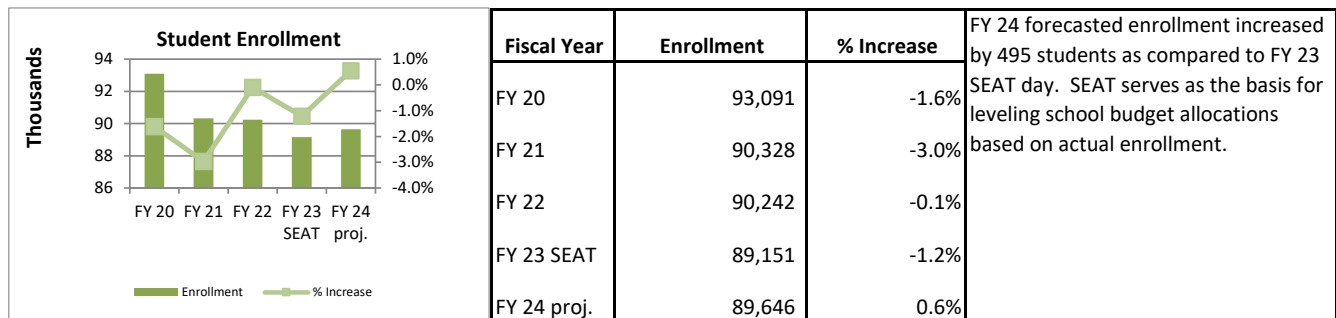 Student Enrollment
Thousands
94
92
90
88
86
1.0%
0.0%
-1.0%
-2.0%
-3.0%
-4.0%
FY 20 FY 21 FY 22 FY 23 FY 24
SEAT proj.
Enrollment % Increase
Fiscal Year Enrollment % Increase
FY 20 93,091 -1.6%
FY 21 90,328 -3.0%
FY 22 90,242 -0.1%
FY 23 SEAT 89,151 -1.2%
FY 24 proj. 89,646 0.6%
FY 24 forecasted enrollment increased
by 495 students as compared to FY 23
SEAT day. SEAT serves as the basis for
leveling school budget allocations
based on actual enrollment.